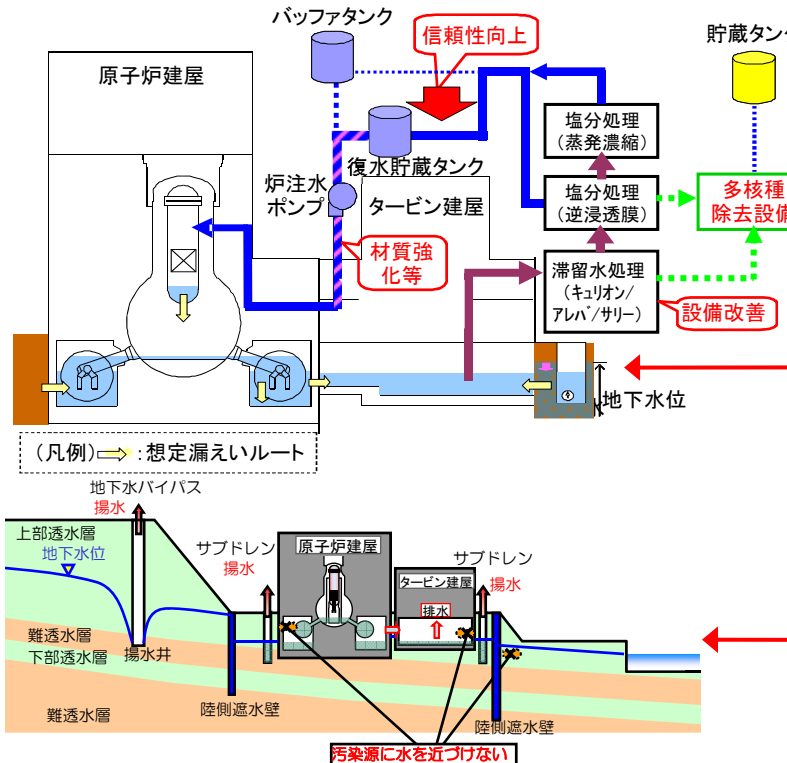 バッファタンク
信頼性向上
貯蔵タンク
原子炉建屋
塩分処理
(蒸発濃縮)
復水貯蔵タンク
炉注水
ポンプ
タービン建屋
塩分処理
(逆浸透膜)
多核種
除去設備
材質強
化等
滞留水処理
(キュリオン/
アレバ/サリー)
設備改善
地下水位
(凡例) :想定漏えいルート
地下水バイパス
揚水
上部透水層
地下水位
サブドレン
揚水
原子炉建屋
サブドレン
揚水
タービン建屋
排水
難透水層
下部透水層
揚水井
難透水層
陸側遮水壁
陸側遮水壁
汚染源に水を近づけない